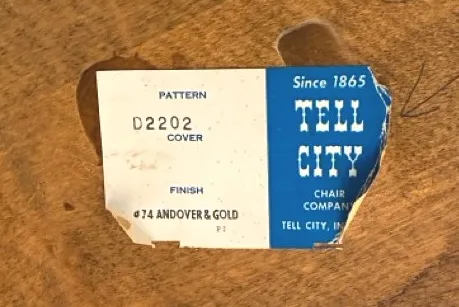 PATTERN
D2202
COVER
FINISH
#74 ANDOVER & GOLD
Since 1865
TELL
CITY
CHAIR
COMPAN
TELL CITY, IN